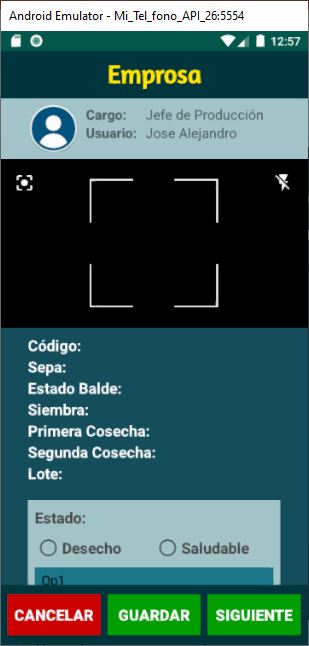 Android Emulator - Mi_Tel_fono_API_26:5554
12:57
Emprosa
Cargo: Jefe de Producción
Usuario: Jose Alejandro
Código:
Sepa:
Estado Balde:
Siembra:
Primera Cosecha:
Segunda Cosecha:
Lote:
Estado:
Desecho Saludable
Op1
CANCELAR GUARDAR SIGUIENTE